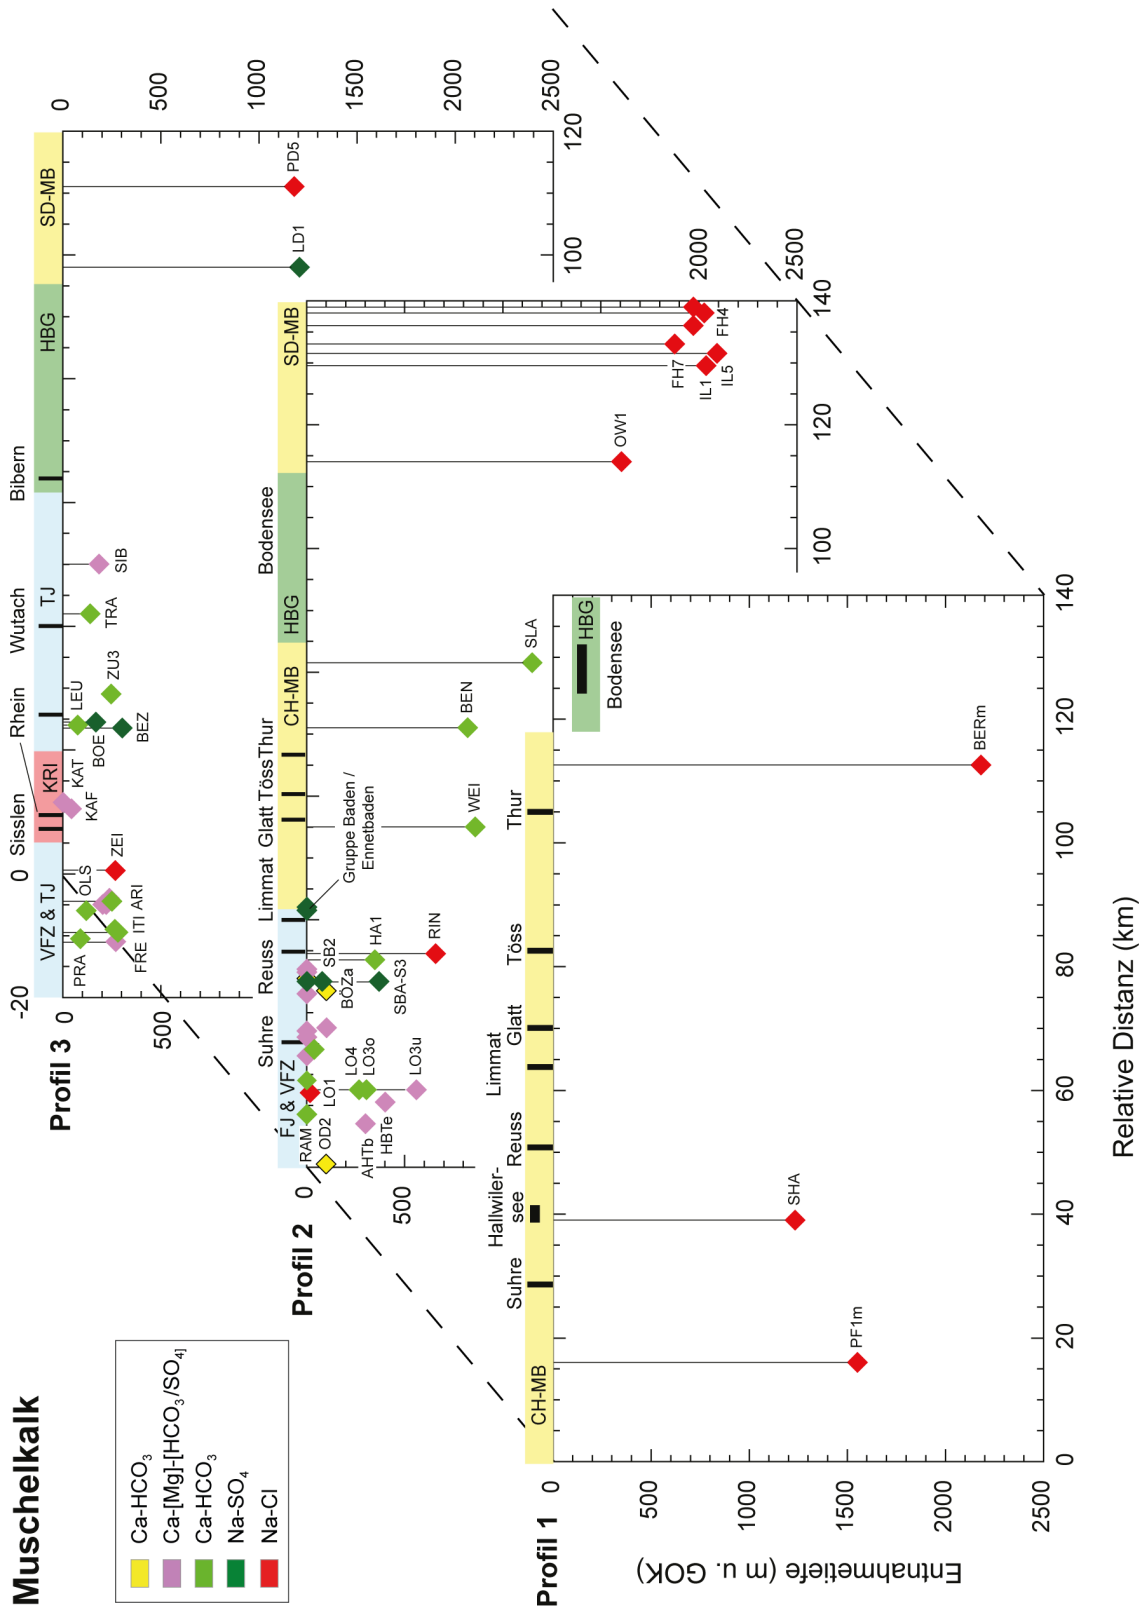 Muschelkalk
Ca-HCO3
Ca-[Mg]-[HCO3/SO4]
Ca-HCO3
Na-SO4
Na-Cl
Profil 3
-20
0
Sisslen
Rhein
Wutach
Bibern
VFZ & TJ
KRI
TJ
HBG
SD-MB
0
500
0
500
1000
1500
2000
2500
100
120
PRA
OLS
ZEI
FRE
ITI
ARI
KAF
KAT
LEU
BOE
BEZ
ZU3
TRA
SIB
LD1
PD5
Profil 2
Suhre
Reuss
Limmat
Glatt
Töss
Thur
Bodensee
FJ & VFZ
CH-MB
HBG
SD-MB
0
500
2000
2500
100
120
140
RAM
OD2
LO1
AHTb
HBTe
LO4
LO3o
LO3u
BÖZa
SB2
SBA-S3
HA1
RIN
Gruppe Baden /
Ennetbaden
WEI
BEN
SLA
OW1
FH7
IL1
IL5
FH4
Profil 1
Suhre
Hallwiler-
see
Reuss
Limmat
Glatt
Töss
Thur
CH-MB
HBG
Bodensee
PF1m
SHA
BERm
0
500
1000
1500
2000
2500
Entnahmetiefe (m u. GOK)
0
20
40
60
80
100
120
140
Relative Distanz (km)